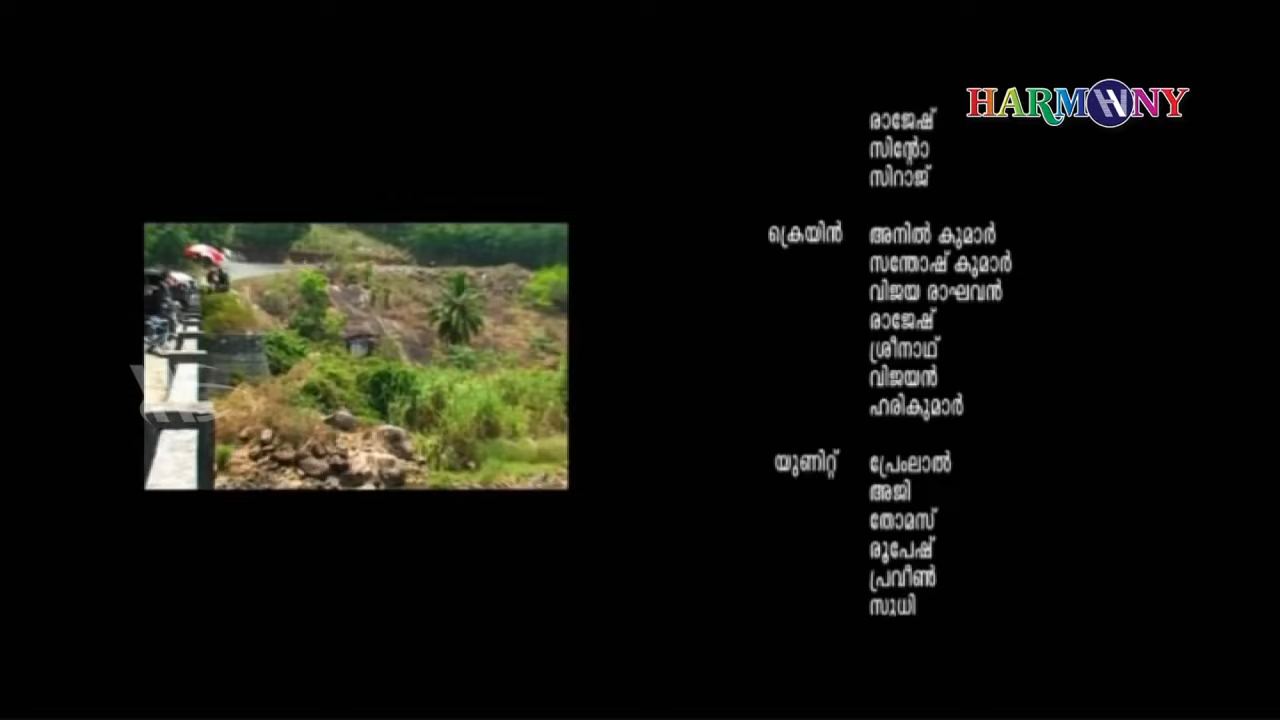 HARMONY
രാജേഷ്
സിന്റോ
സിറാജ്
ക്രെയിൻ അനിൽ കുമാർ
സന്തോഷ് കുമാർ
വിജയ രാഘവൻ
രാജേഷ്
ശ്രീനാഥ്
വിജയൻ
ഹരികുമാർ
യുണിറ്റ് പ്രേംലാൽ
അജി
തോമസ്
രൂപേഷ്
പ്രവീൺ
സുധി